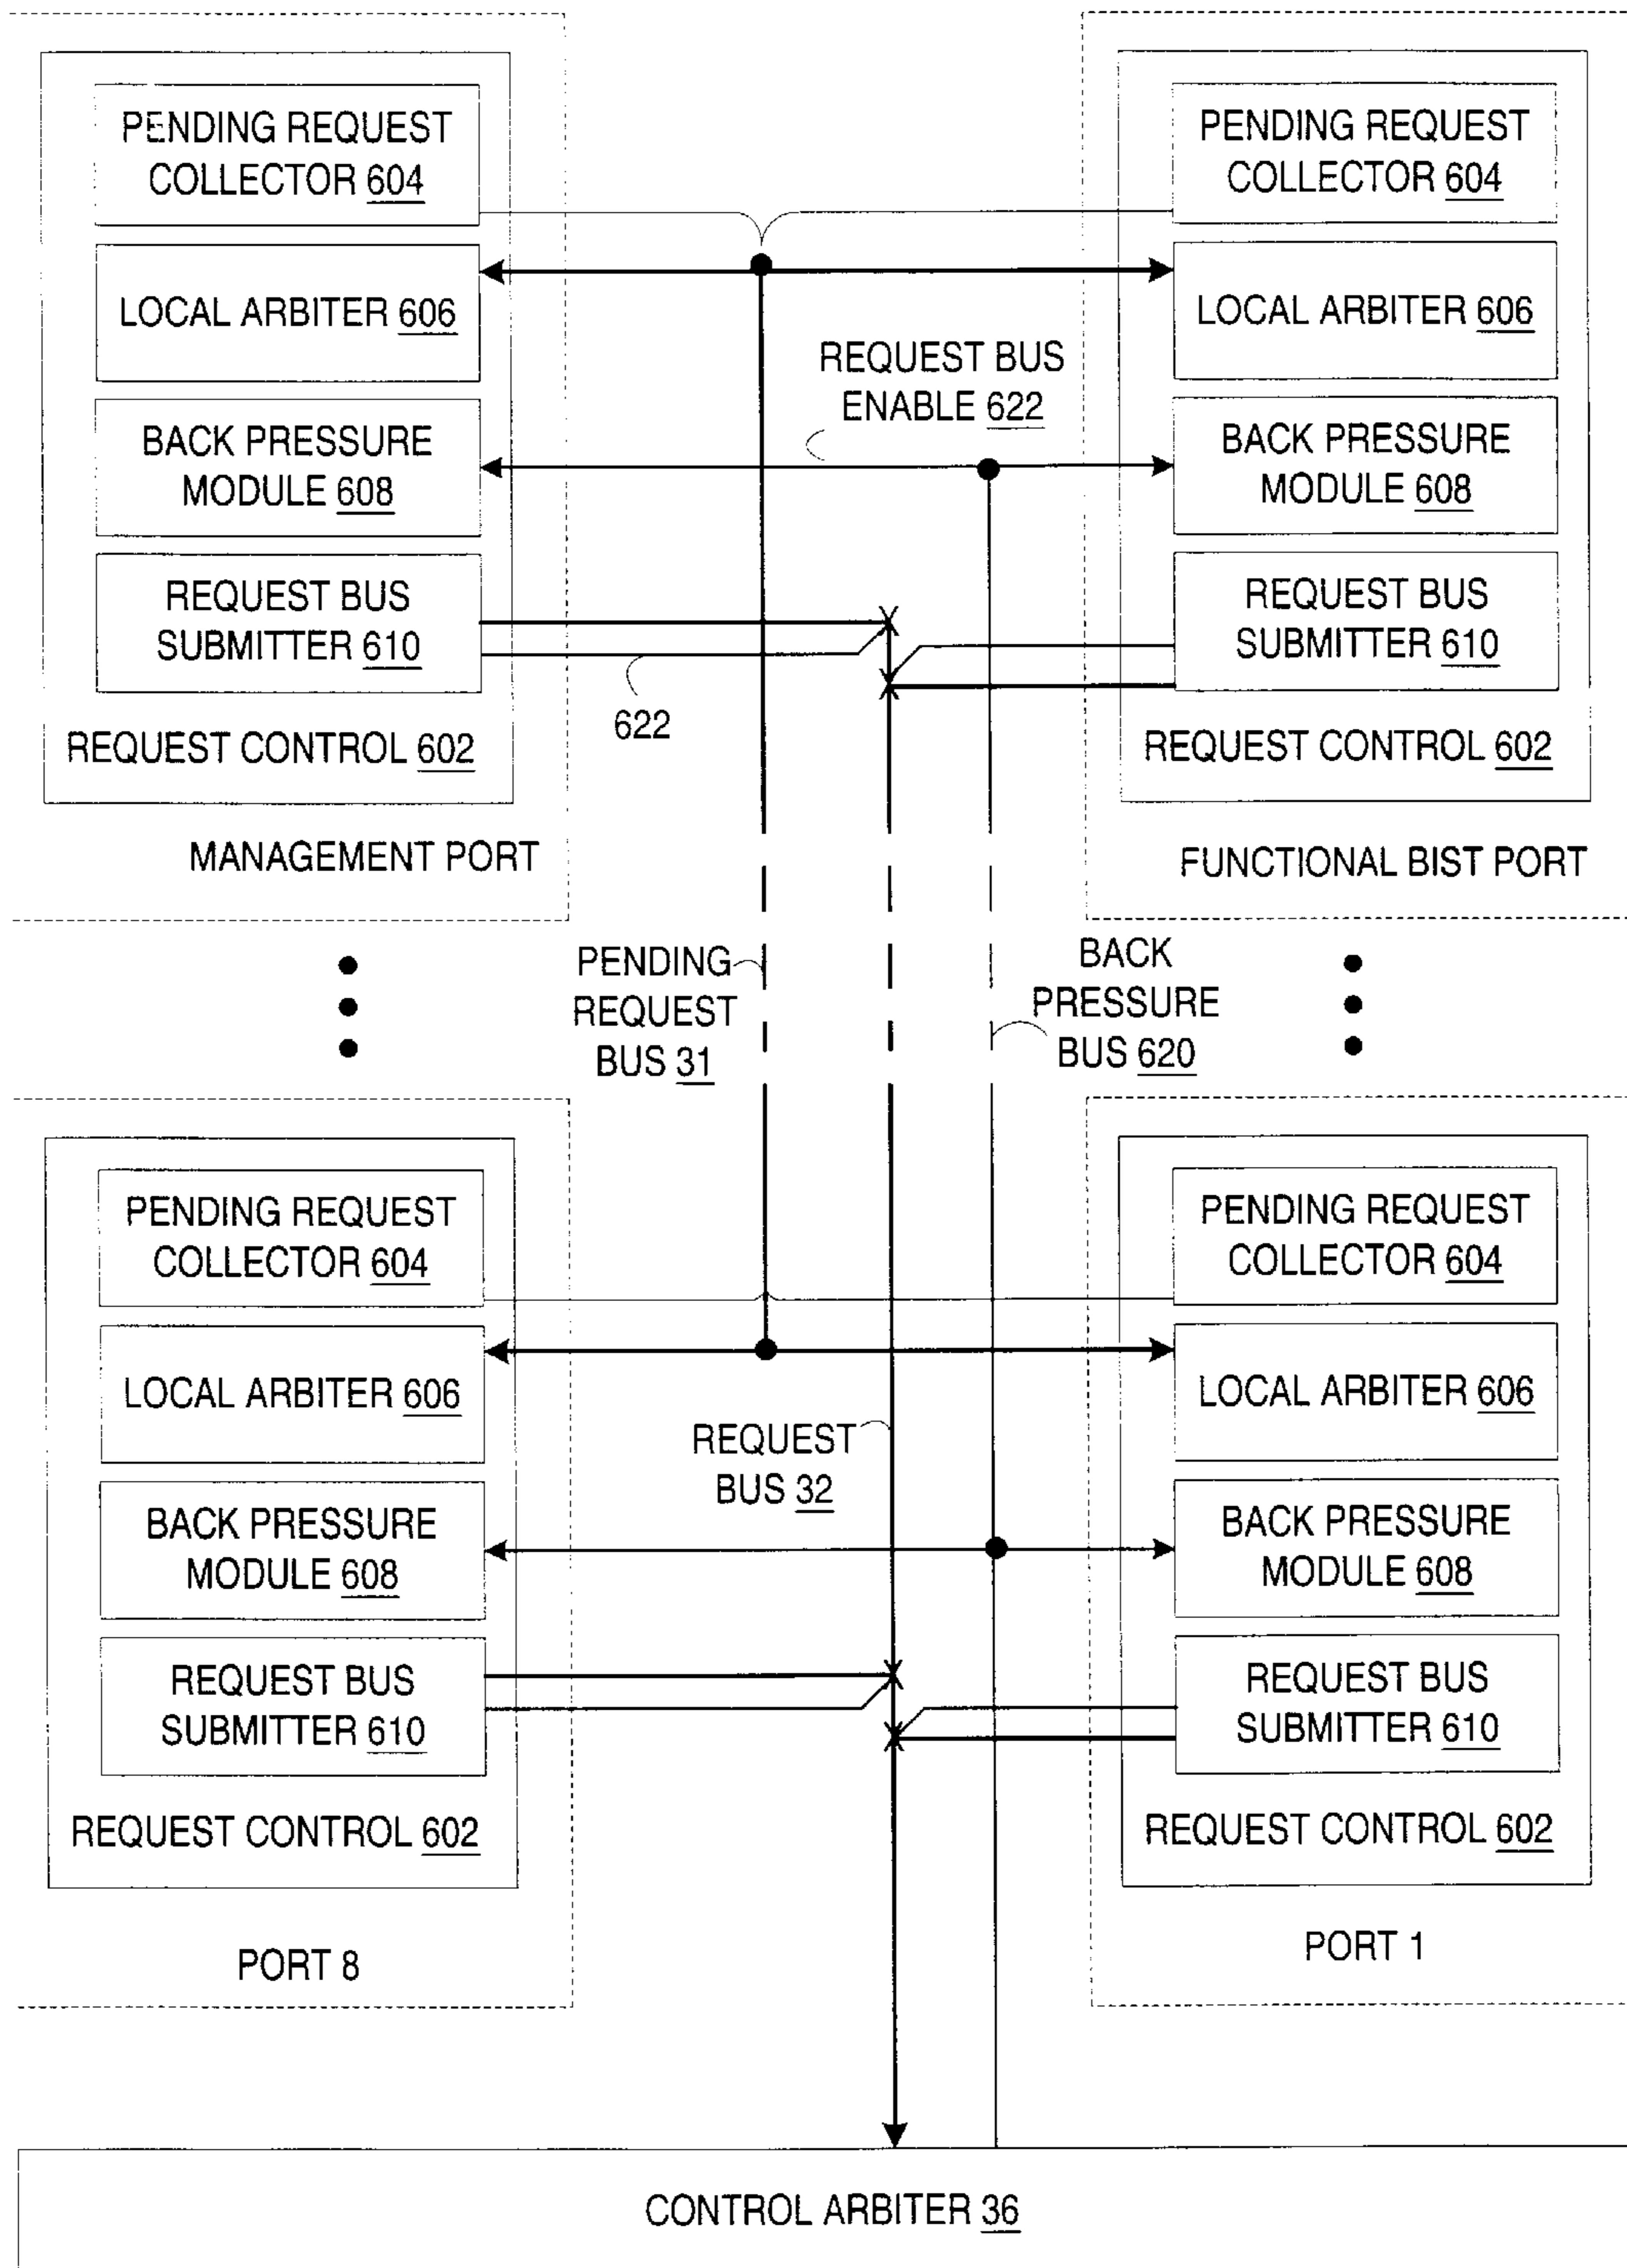 PENDING REQUEST
COLLECTOR 604
LOCAL ARBITER 606
BACK PRESSURE
MODULE 608
REQUEST BUS
SUBMITTER 610
REQUEST CONTROL 602
MANAGEMENT PORT
REQUEST BUS
ENABLE 622
622
PENDING REQUEST
COLLECTOR 604
LOCAL ARBITER 606
BACK PRESSURE
MODULE 608
REQUEST BUS
SUBMITTER 610
REQUEST CONTROL 602
FUNCTIONAL BIST PORT
PENDING
REQUEST
BUS 31
BACK
PRESSURE
BUS 620
PENDING REQUEST
COLLECTOR 604
LOCAL ARBITER 606
BACK PRESSURE
MODULE 608
REQUEST BUS
SUBMITTER 610
REQUEST CONTROL 602
PORT 8
REQUEST
BUS 32
PENDING REQUEST
COLLECTOR 604
LOCAL ARBITER 606
BACK PRESSURE
MODULE 608
REQUEST BUS
SUBMITTER 610
REQUEST CONTROL 602
PORT 1
CONTROL ARBITER 36